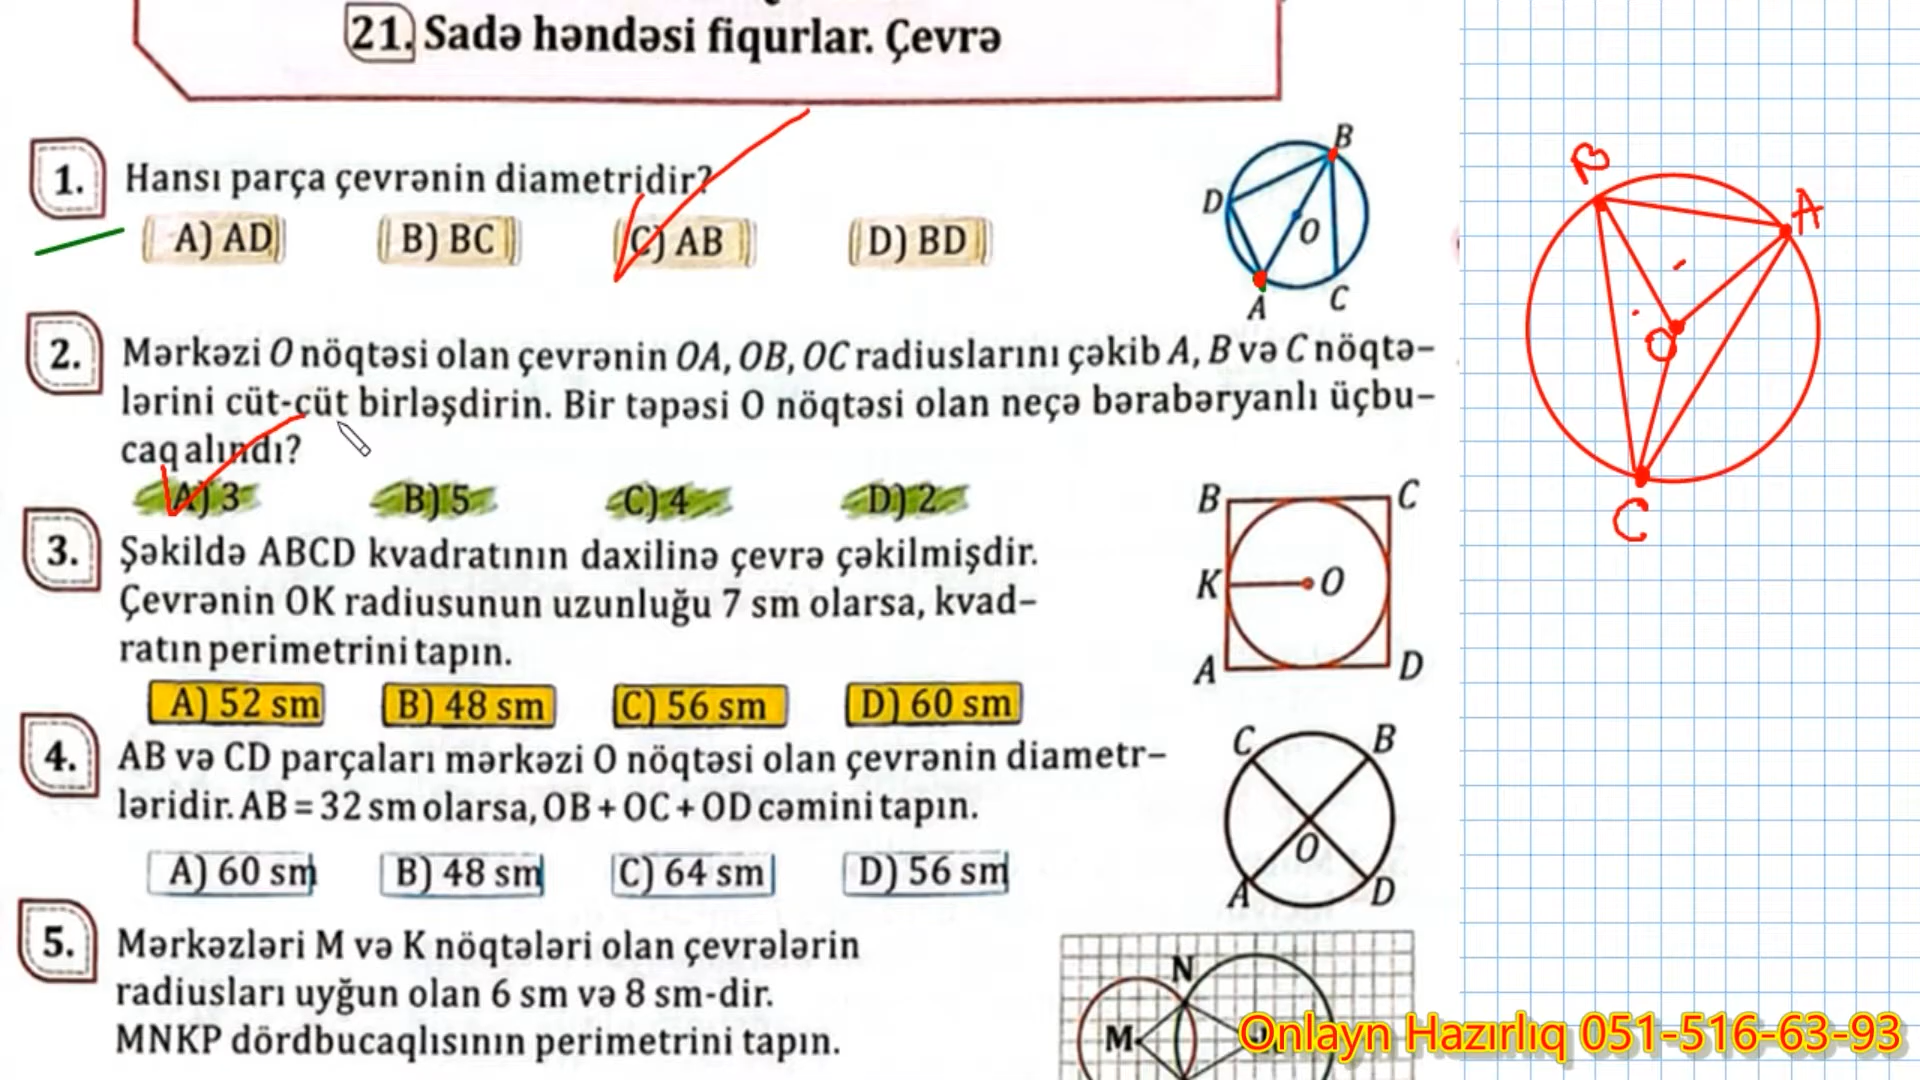 21. Sadə həndəsi fiqurlar. Çevrə
1. Hansı parça çevrənin diametridir?
A) AD B) BC C) AB D) BD
B
D
O
A C
2. Mərkəzi O nöqtəsi olan çevrənin OA, OB, OC radiuslarını çəkib A, B və C nöqtə-
lərini cüt-cüt birləşdirin. Bir təpəsi O nöqtəsi olan neçə bərabəryanlı üçbu-
caq alındı?
A) 3 B) 5 C) 4 D) 2
B
A
O
C
3. Şəkildə ABCD kvadratının daxilinə çevrə çəkilmişdir.
Çevrənin OK radiusunun uzunluğu 7 sm olarsa, kvad-
ratın perimetrini tapın.
A) 52 sm B) 48 sm C) 56 sm D) 60 sm
B C
K O
A D
4. AB və CD parçaları mərkəzi O nöqtəsi olan çevrənin diametr-
ləridir. AB = 32 sm olarsa, OB + OC + OD cəmini tapın.
A) 60 sm B) 48 sm C) 64 sm D) 56 sm
C B
O
A D
5. Mərkəzləri M və K nöqtələri olan çevrələrin
radiusları uyğun olan 6 sm və 8 sm-dir.
MNKP dördbucaqlısının perimetrini tapın.
N
M
Onlayn Hazırlıq 051-516-63-93